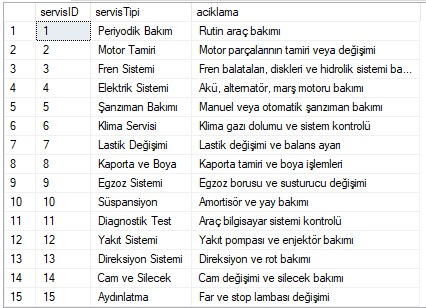 servisID servisTipi aciklama
1 1 Periyodik Bakım Rutin araç bakımı
2 2 Motor Tamiri Motor parçalarının tamiri veya değişimi
3 3 Fren Sistemi Fren balataları, diskleri ve hidrolik sistemi ba...
4 4 Elektrik Sistemi Akü, alternatör, marş motoru bakımı
5 5 Şanzıman Bakımı Manuel veya otomatik şanzıman bakımı
6 6 Klima Servisi Klima gazı dolumu ve sistem kontrolü
7 7 Lastik Değişimi Lastik değişimi ve balans ayarı
8 8 Kaporta ve Boya Kaporta tamiri ve boya işlemleri
9 9 Egzoz Sistemi Egzoz borusu ve susturucu değişimi
10 10 Süspansiyon Amortisör ve yay bakımı
11 11 Diagnostik Test Araç bilgisayar sistemi kontrolü
12 12 Yakıt Sistemi Yakıt pompası ve enjektör bakımı
13 13 Direksiyon Sistemi Direksiyon ve rot bakımı
14 14 Cam ve Silecek Cam değişimi ve silecek bakımı
15 15 Aydınlatma Far ve stop lambası değişimi